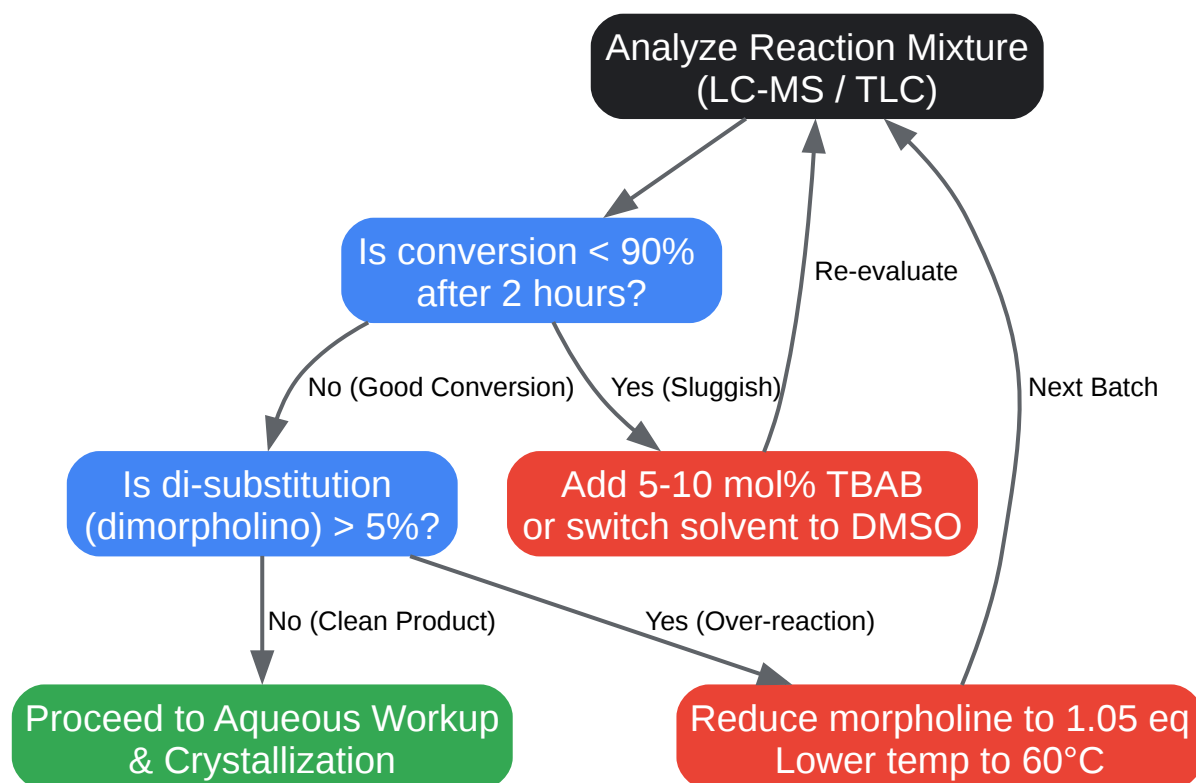 Analyze Reaction Mixture
(LC-MS / TLC)
Is conversion < 90%
after 2 hours?
Re-evaluate
No (Good Conversion)
Yes (Sluggish)
Next Batch
Is di-substitution
(dimorpholino) > 5%?
Add 5-10 mol% TBAB
or switch solvent to DMSO
No (Clean Product)
Yes (Over-reaction)
Proceed to Aqueous Workup
& Crystallization
Reduce morpholine to 1.05 eq
Lower temp to 60°C